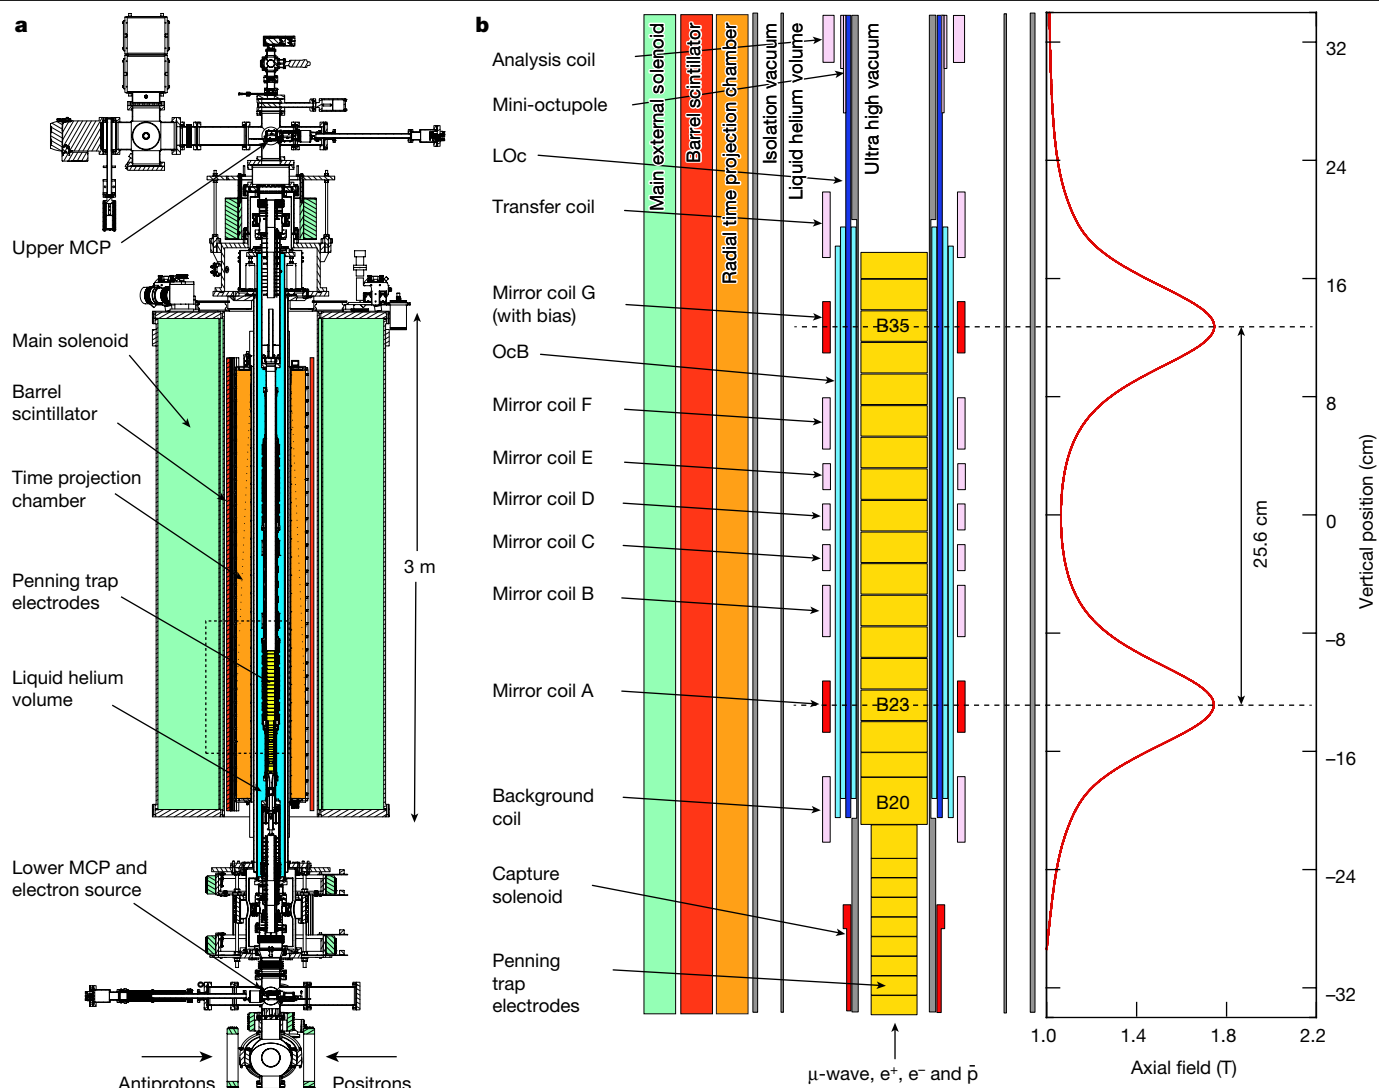 a
Upper MCP
Main solenoid
Barrel
scintillator
Time projection
chamber
Penning trap
electrodes
Liquid helium
volume
Lower MCP and
electron source
3 m
Antiprotons
Positrons
b
Analysis coil
Mini-octupole
LOc
Transfer coil
Mirror coil G
(with bias)
OcB
Mirror coil F
Mirror coil E
Mirror coil D
Mirror coil C
Mirror coil B
Mirror coil A
Background
coil
Capture
solenoid
Penning
trap
electrodes
Main external solenoid
Barrel scintillator
Radial time projection chamber
Isolation vacuum
Liquid helium volume
Ultra high vacuum
B35
B23
B20
μ-wave, e⁺, e⁻ and p̄
25.6 cm
32
24
16
8
0
–8
–16
–24
–32
Vertical position (cm)
1.0
1.4
1.8
2.2
Axial field (T)